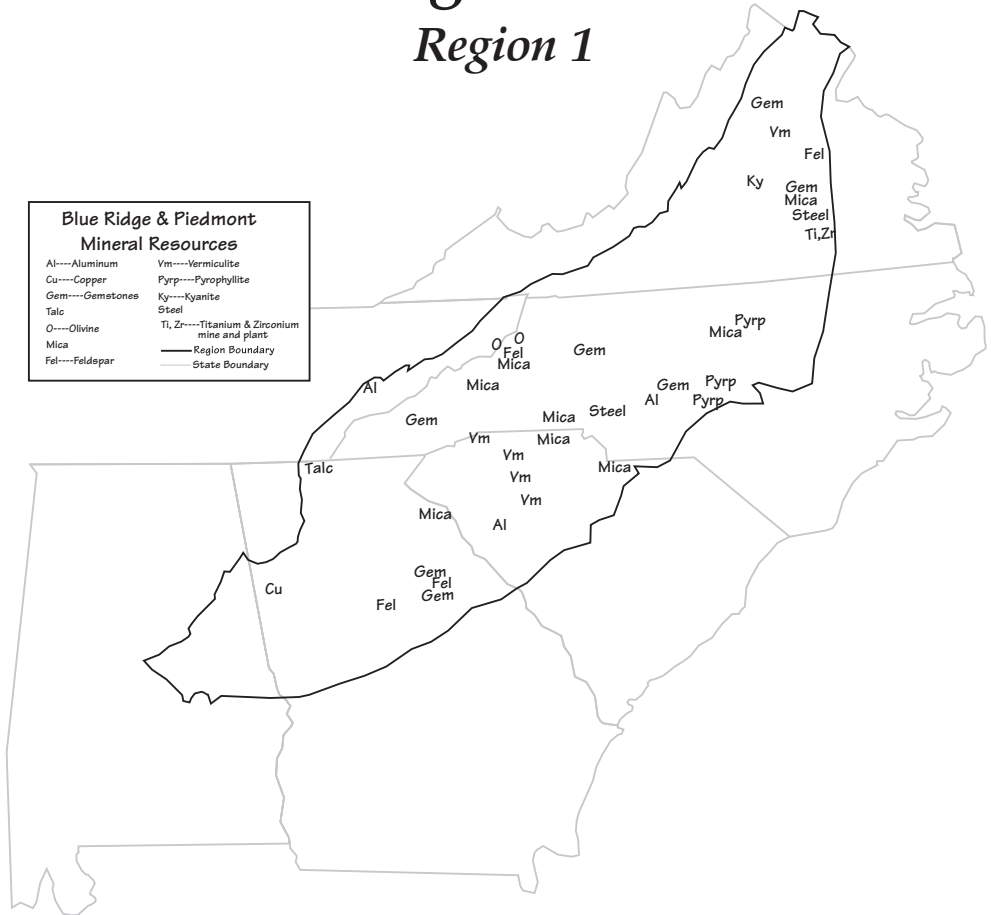 g
Region 1
Gem
Vm
Fel
Ky
Gem
Mica
Steel
Ti,Zr
Blue Ridge & Piedmont
Mineral Resources
Al----Aluminum
Cu----Copper
Gem----Gemstones
Talc
O----Olivine
Mica
Fel----Feldspar
Vm----Vermiculite
Pyrp----Pyrophyllite
Ky----Kyanite
Steel
Ti, Zr----Titanium & Zirconium
mine and plant
Region Boundary
State Boundary
Pyrp
Mica
O
O
Fel
Mica
Gem
Mica
Al
Gem
Pyrp
Al
Pyrp
Gem
Mica
Steel
Vm
Mica
Vm
Talc
Mica
Vm
Vm
Mica
Al
Gem
Fel
Cu
Gem
Fel